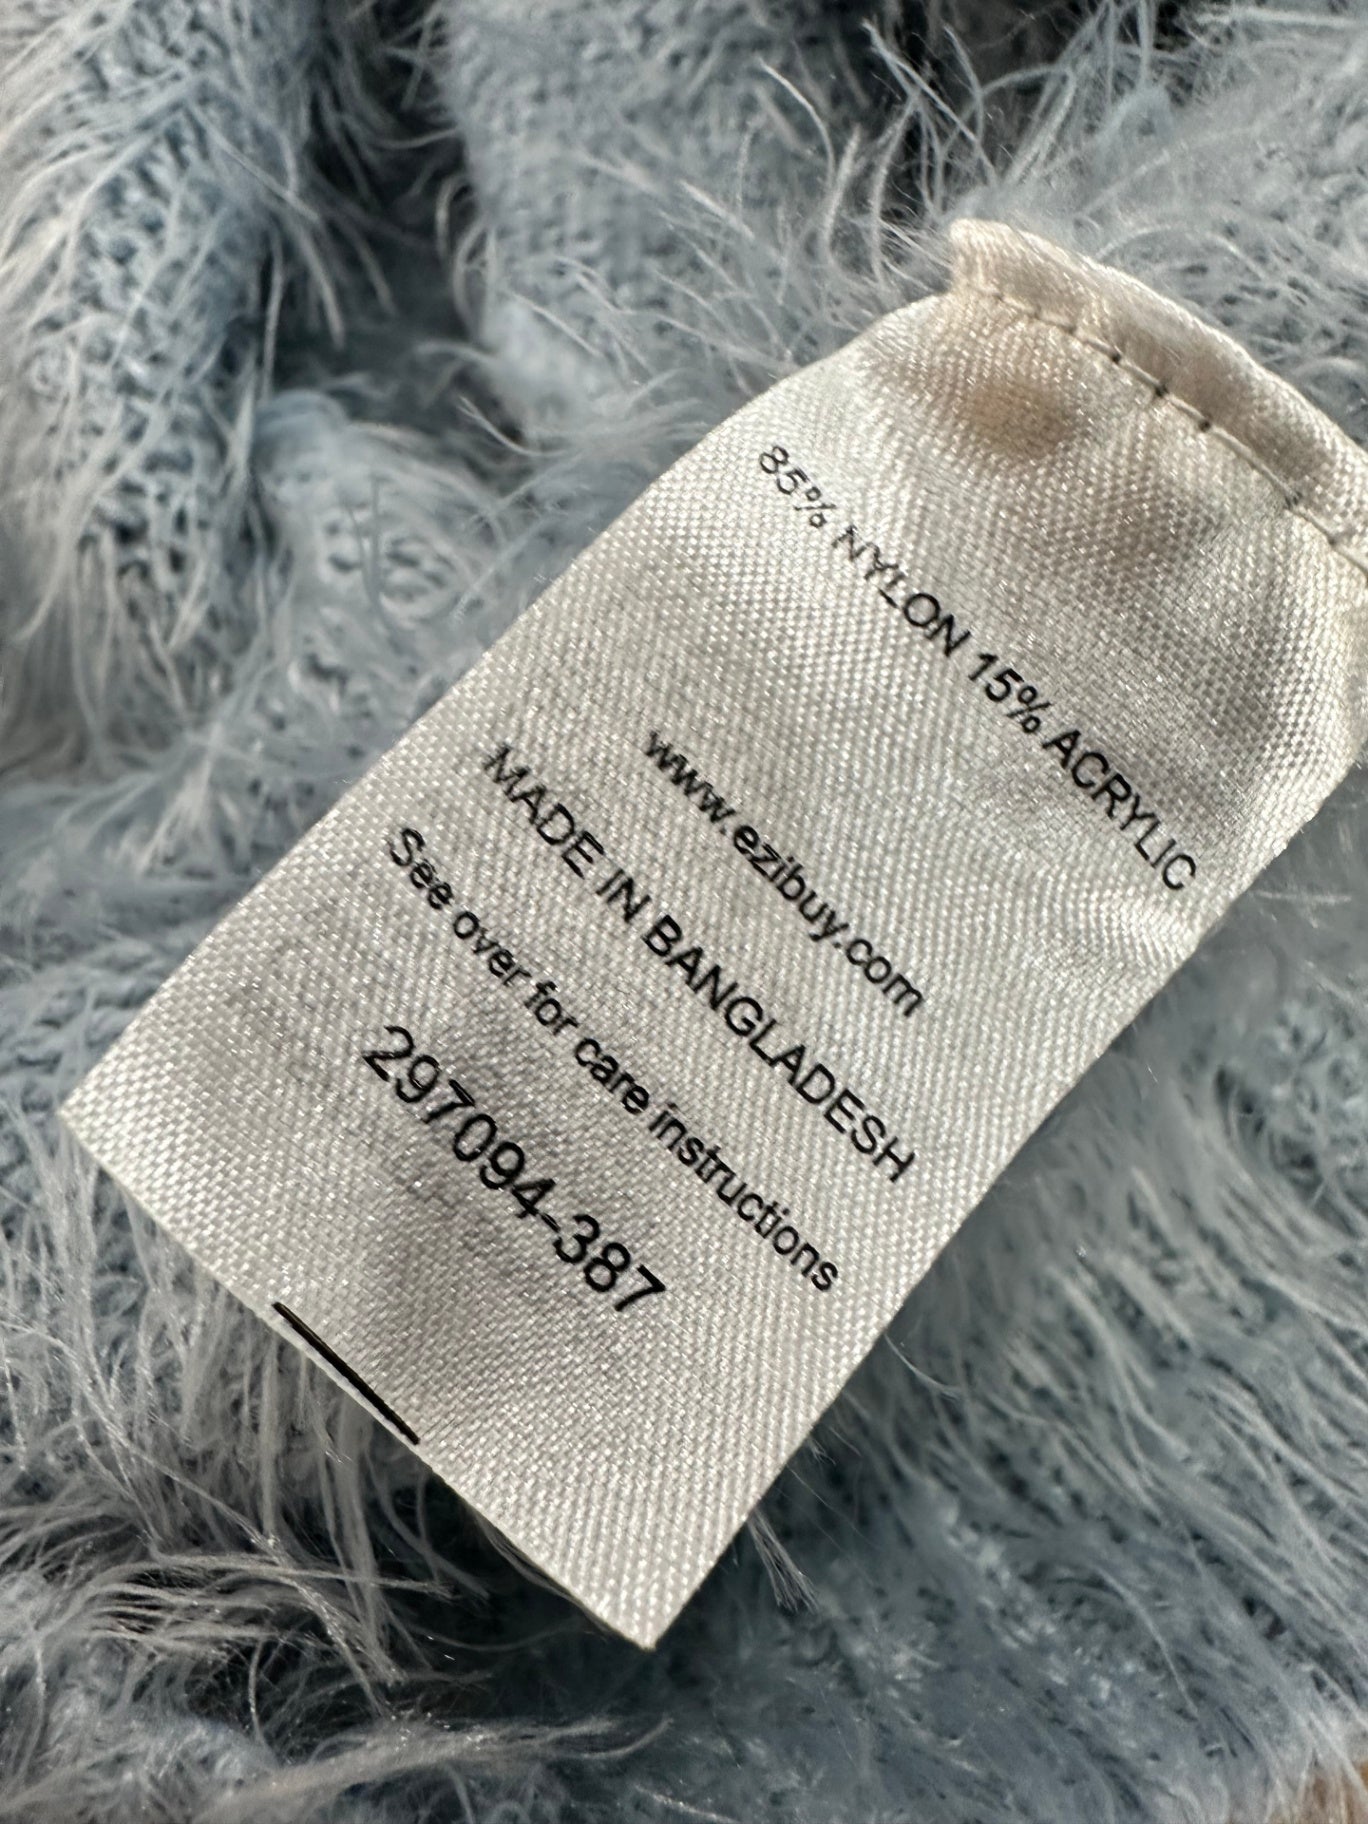 85% NYLON 15% ACRYLIC
www.ezibuy.com
MADE IN BANGLADESH
See over for care instructions
297094-387